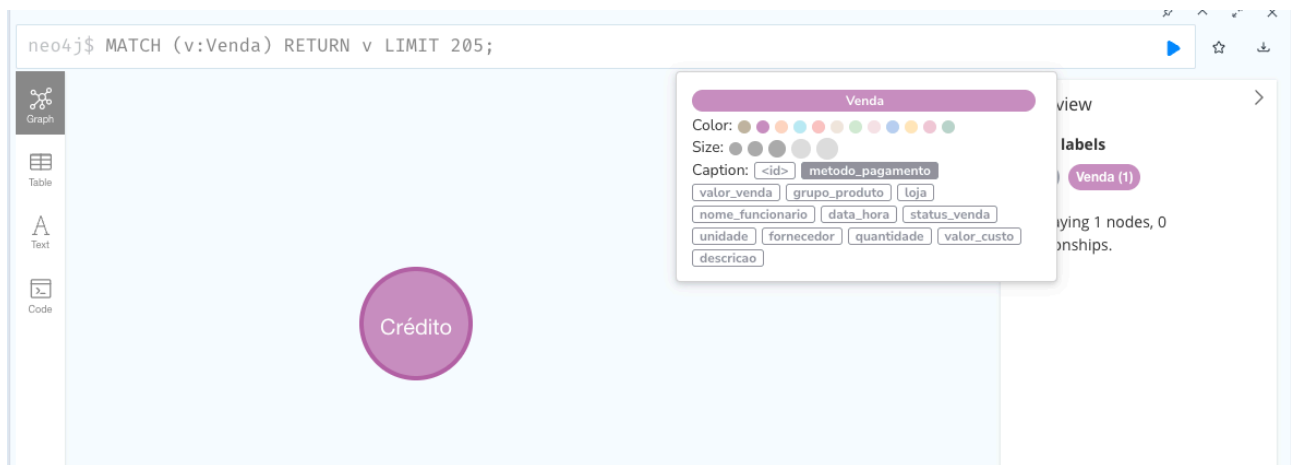 neo4j$ MATCH (v:Venda) RETURN v LIMIT 205;
Graph
Table
Text
Code
Venda
Color:
Size:
Caption: <id> metodo_pagamento
valor_venda grupo_produto loja
nome_funcionario data_hora status_venda
unidade fornecedor quantidade valor_custo
descricao
view
labels
Venda (1)
ying 1 nodes, 0
onships.
Crédito